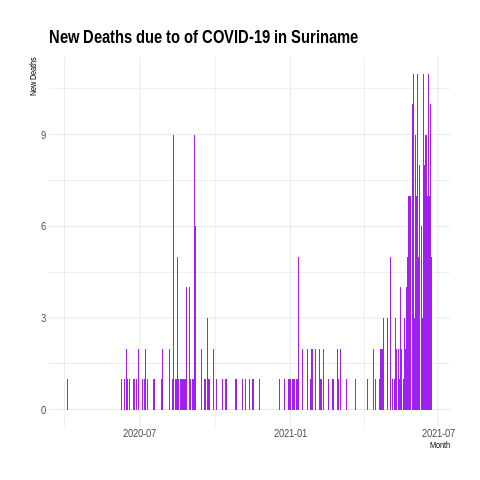 New Deaths due to of COVID-19 in Suriname
New Deaths
9
6
3
0
2020-07
2021-01
2021-07
Month